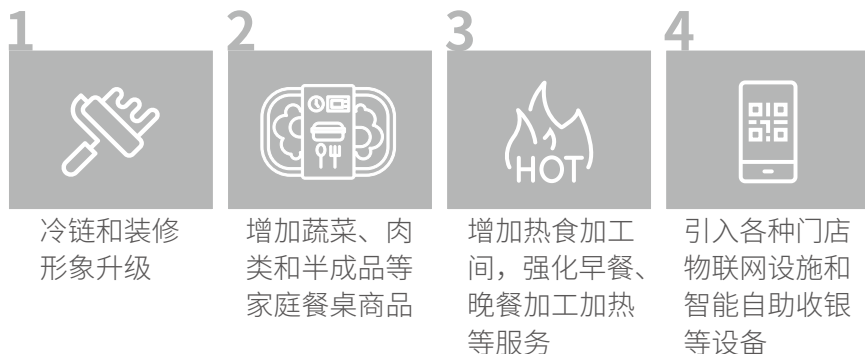 1
冷链和装修
形象升级
2
增加蔬菜、肉
类和半成品等
家庭餐桌商品
3
HOT
增加热食加工
间，强化早餐、
晚餐加工加热
等服务
4
引入各种门店
物联网设施和
智能自助收银
等设备